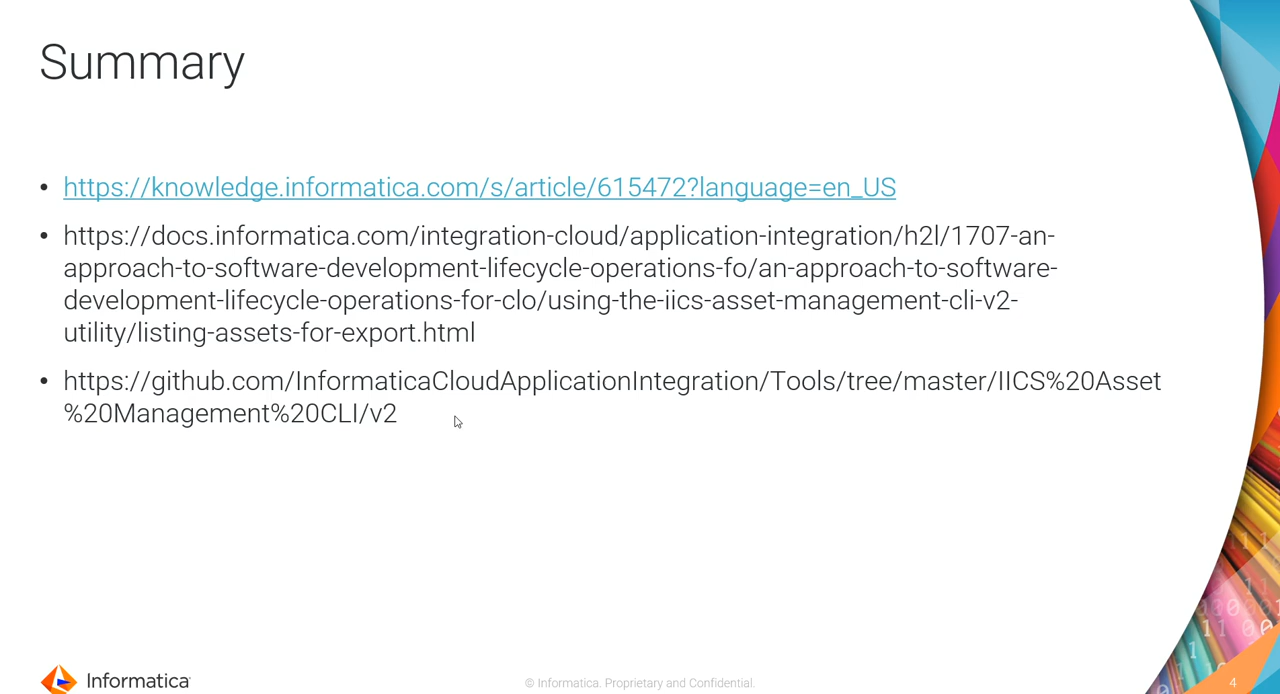 Summary
• https://knowledge.informatica.com/s/article/615472?language=en_US
• https://docs.informatica.com/integration-cloud/application-integration/h2l/1707-an-
approach-to-software-development-lifecycle-operations-fo/an-approach-to-software-
development-lifecycle-operations-for-clo/using-the-iics-asset-management-cli-v2-
utility/listing-assets-for-export.html
• https://github.com/InformaticaCloudApplicationIntegration/Tools/tree/master/IICS%20Asset
%20Management%20CLI/v2
Informatica
© Informatica. Proprietary and Confidential.
4